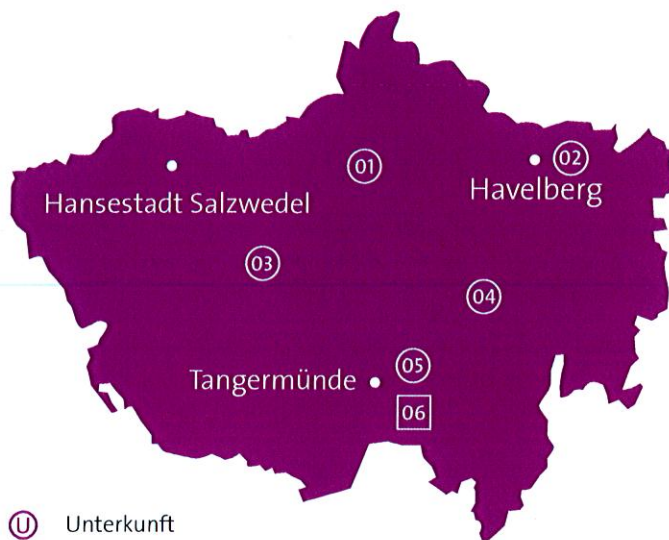 01
02
Hansestadt Salzwedel
Havelberg
03
04
05
Tangermünde
06
U Unterkunft